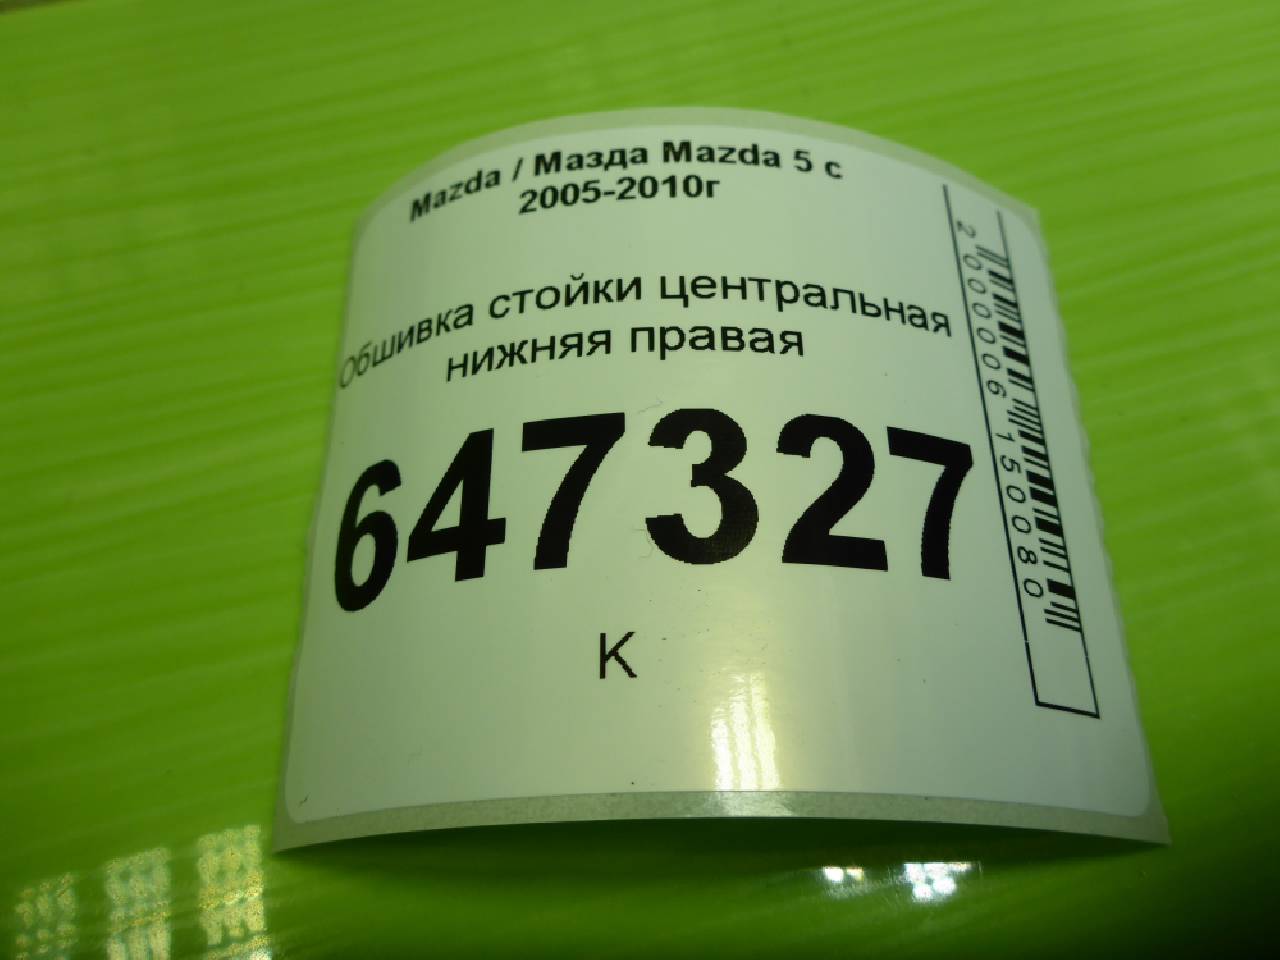 Mazda / Мазда Mazda 5 с
2005-2010г
Обшивка стойки центральная
нижняя правая
647327
К
2000006150080